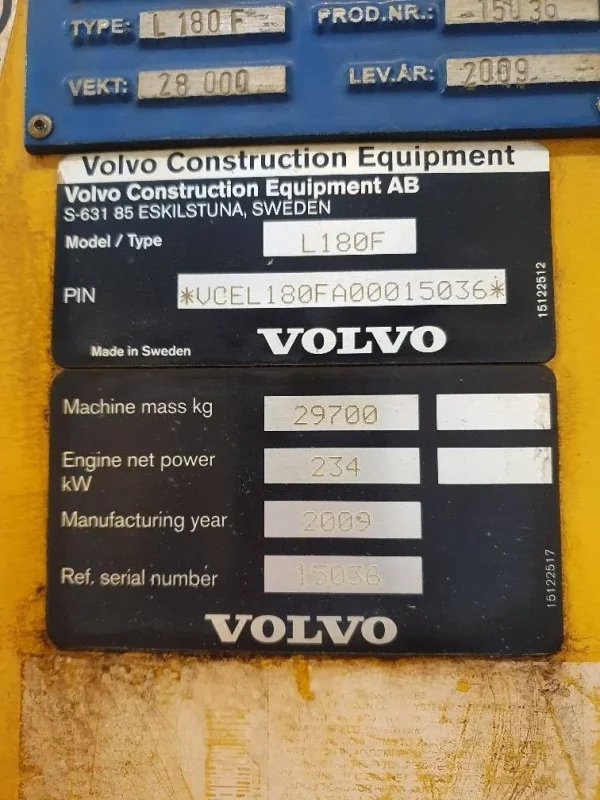 TYPE: L 180 F PROD.NR.: 15036
VEKT: 28 000 LEV.ÅR: 2009
Volvo Construction Equipment
Volvo Construction Equipment AB
S-631 85 ESKILSTUNA, SWEDEN
Model / Type L180F
PIN *VCEL180FA00015036*
15122512
Made in Sweden VOLVO
Machine mass kg 29700
Engine net power 234
kW
Manufacturing year 2009
Ref. serial number 15036
15122517
VOLVO